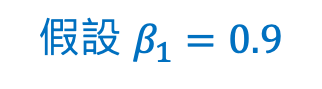 假設 β₁ = 0.9